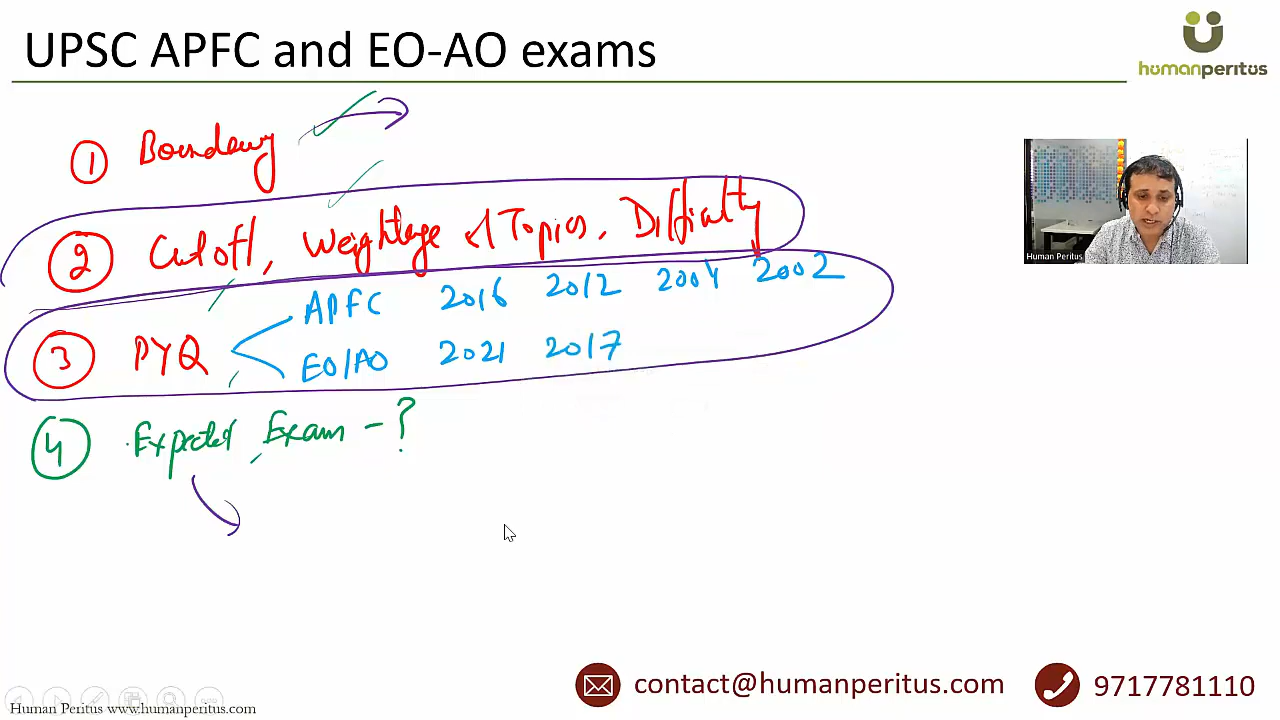 UPSC APFC and EO-AO exams
humanperitus
1 Boundary
2 Cutoff, Weightage of Topics, Difficulty
3 PYQ
APFC 2016 2012 2004 2002
EO/AO 2021 2017
4 Expected Exam - ?
Human Peritus
contact@humanperitus.com 9717781110
Human Peritus www.humanperitus.com